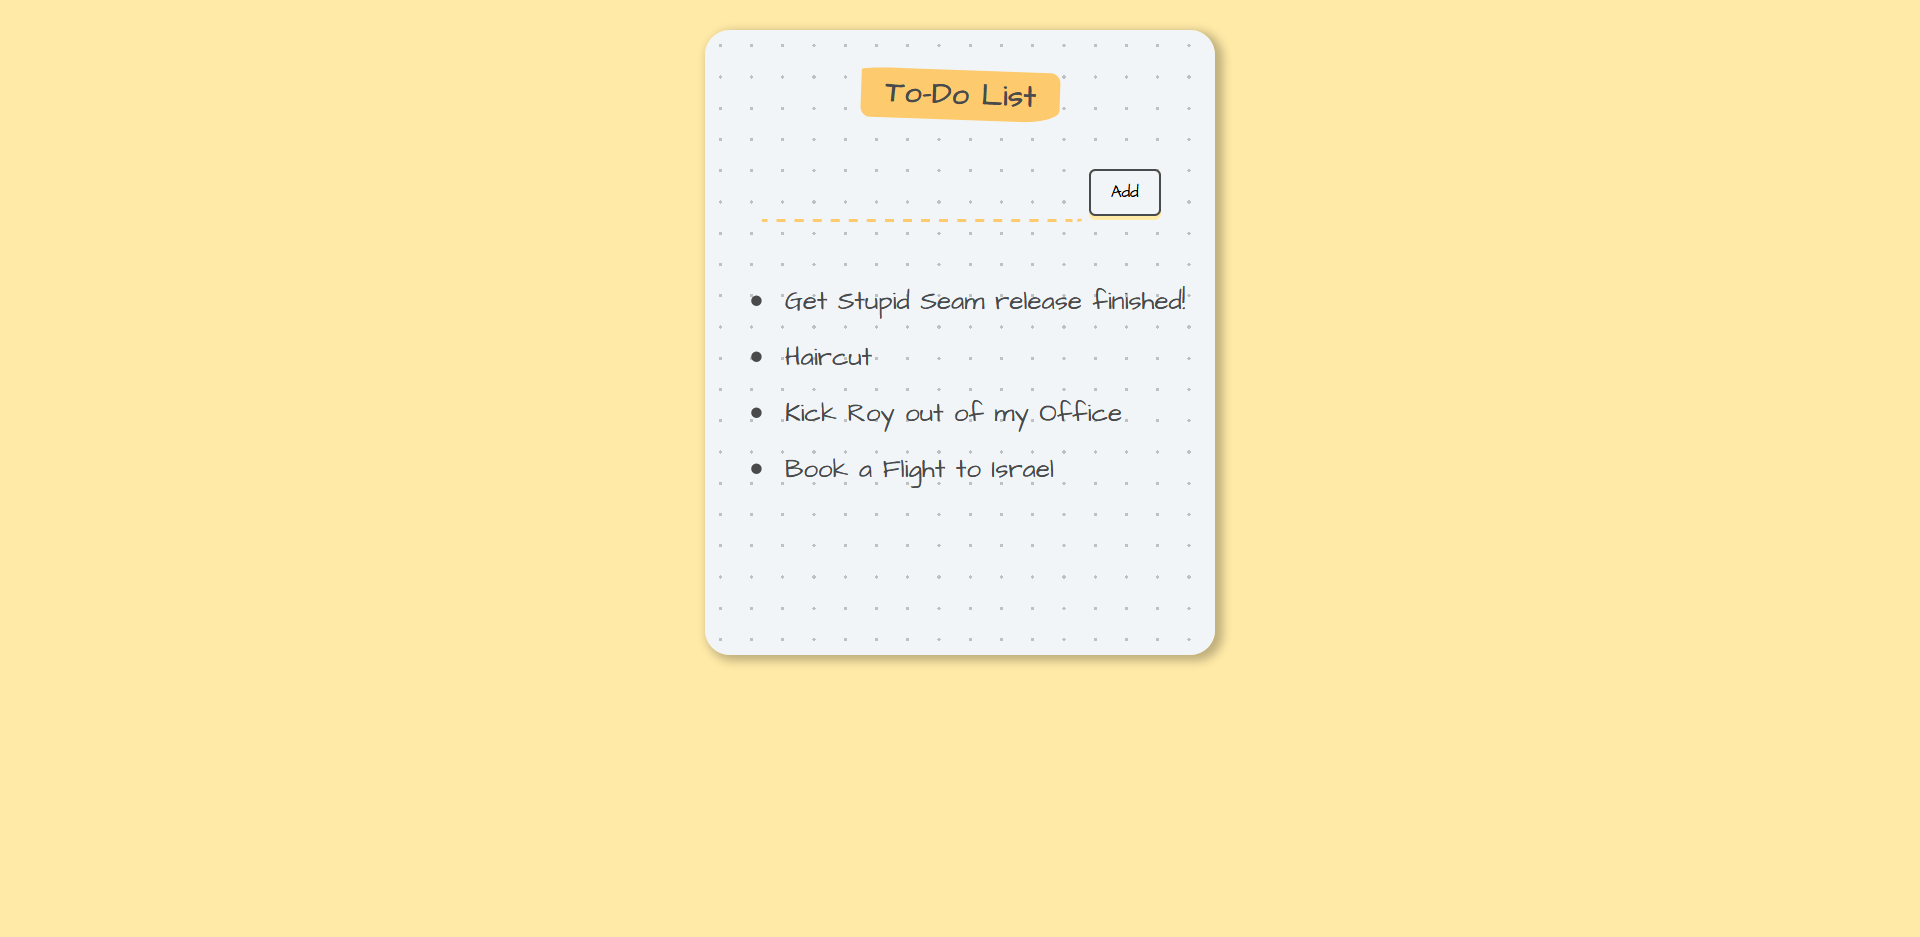 To-Do List
Add
Get Stupid Seam release finished!
Haircut
Kick Roy out of my Office
Book a Flight to Israel